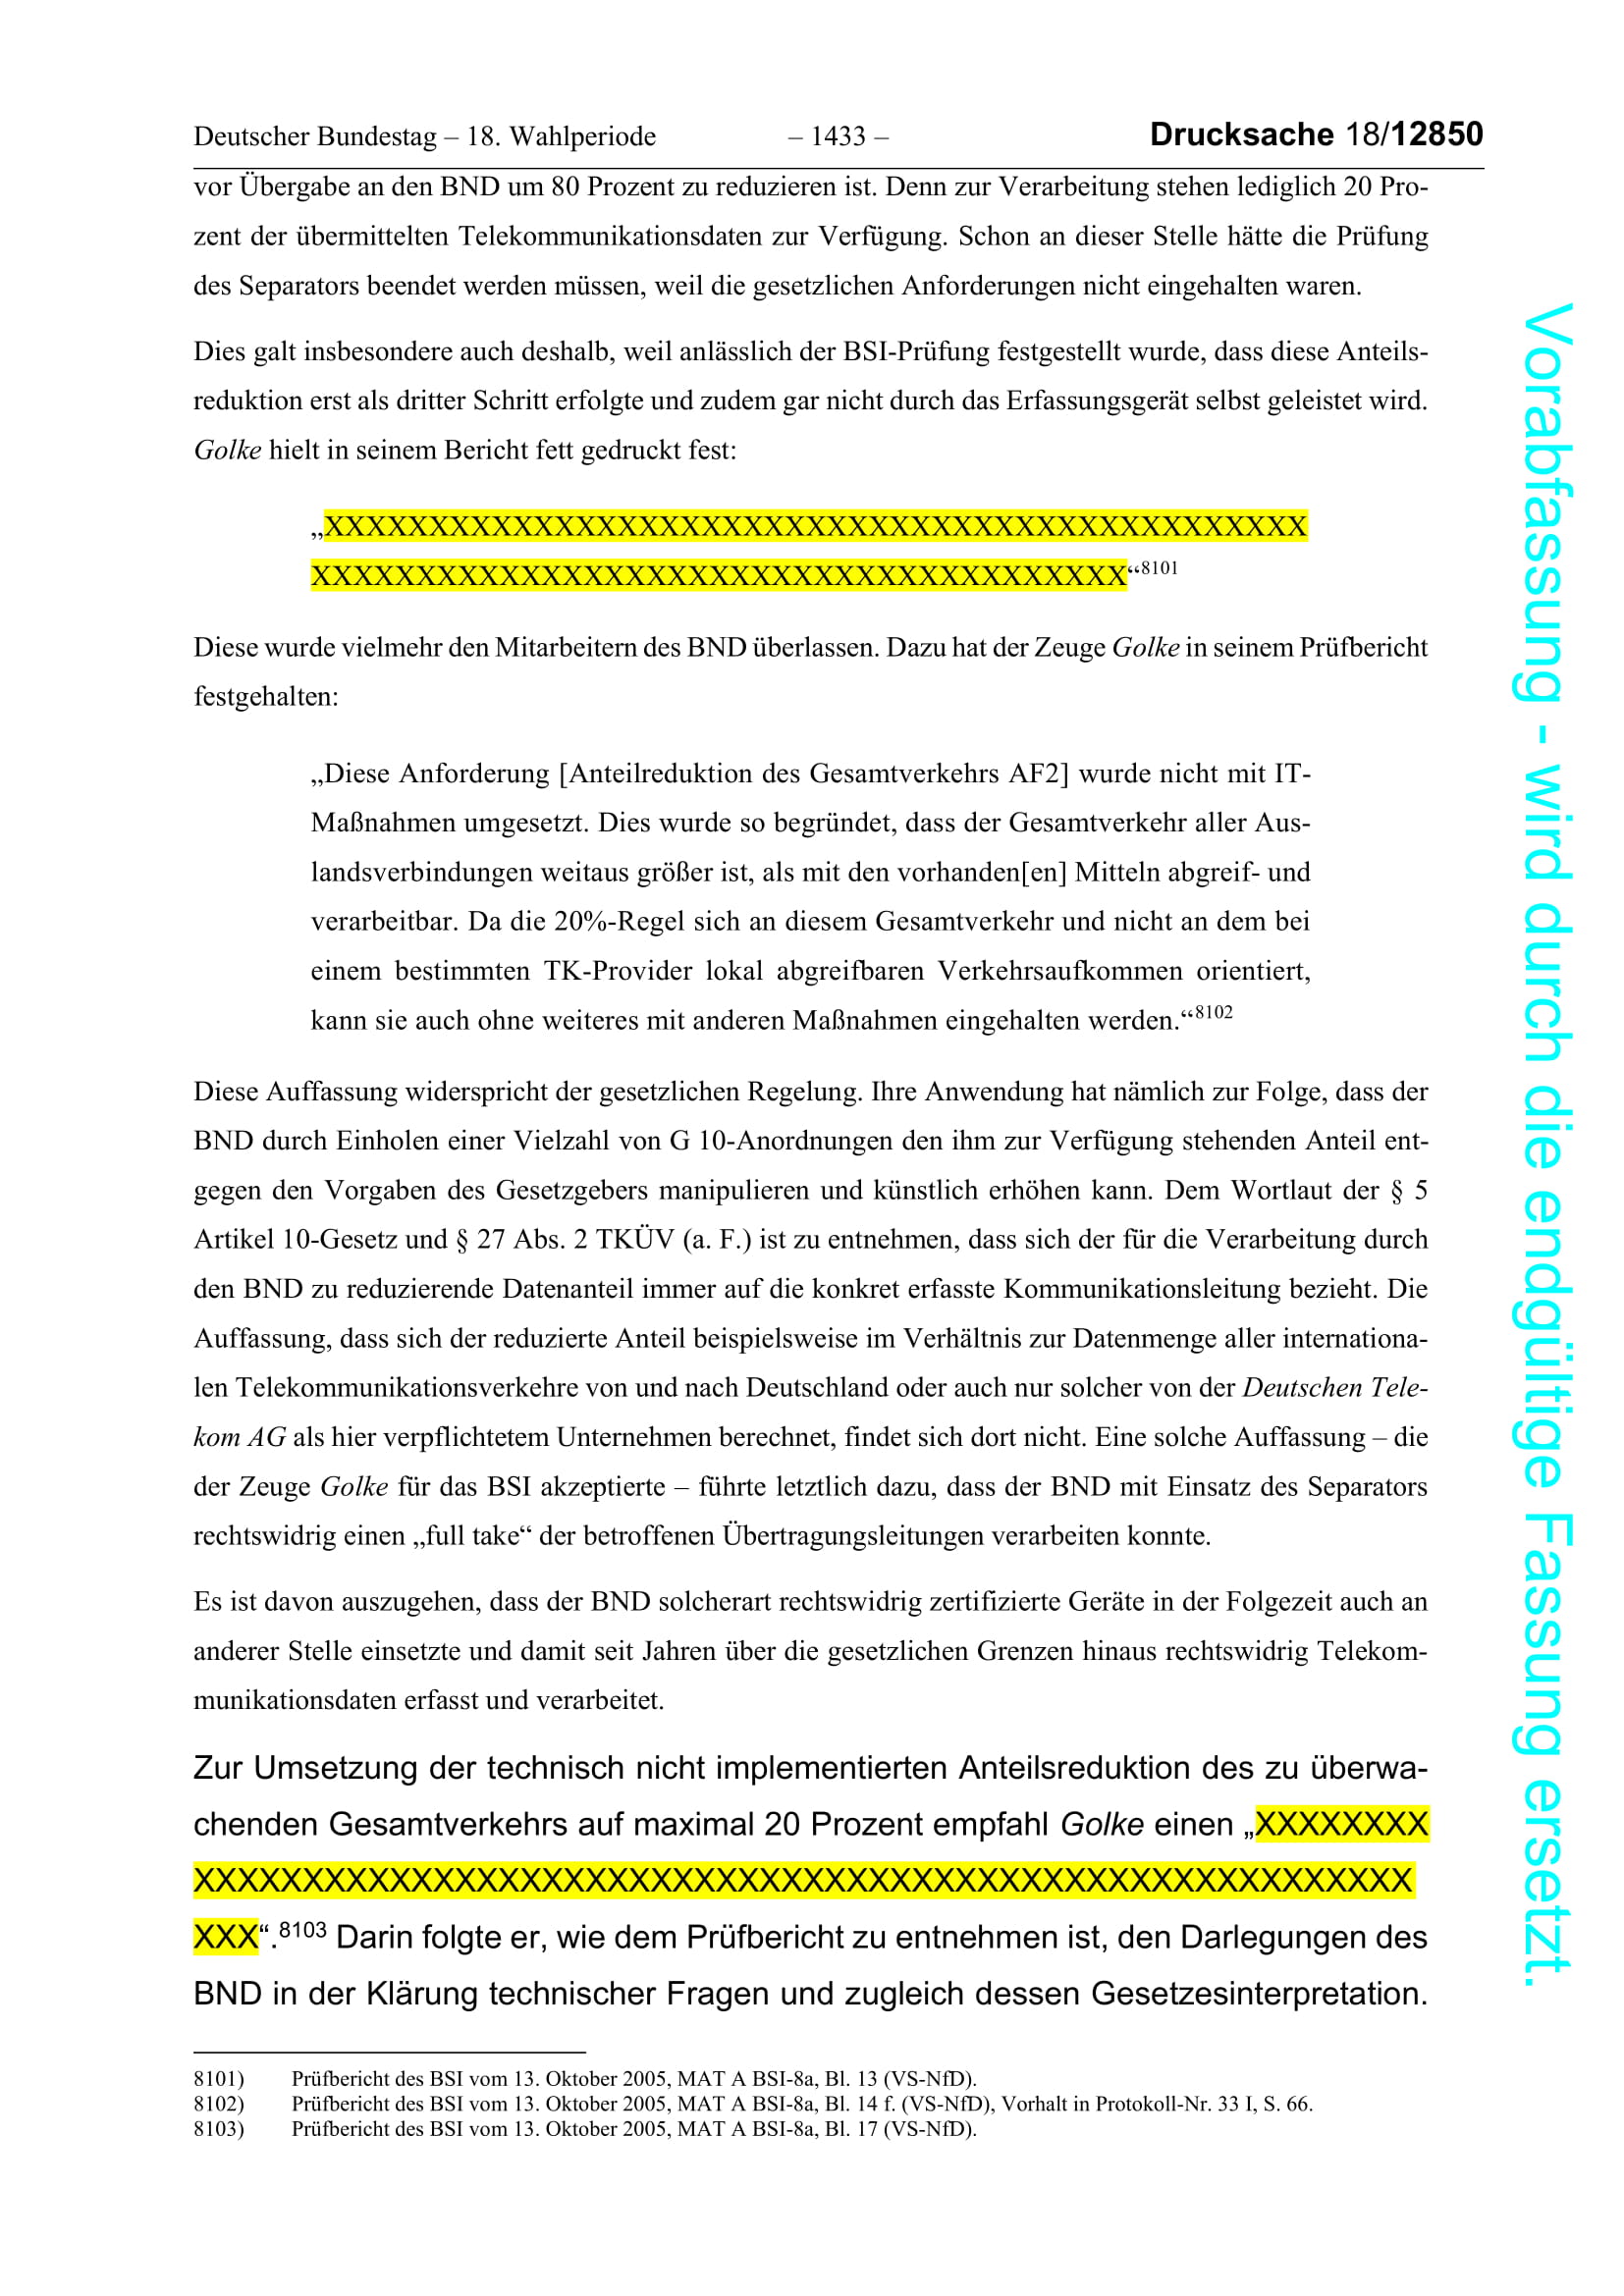 Deutscher Bundestag – 18. Wahlperiode – 1433 – Drucksache 18/12850
vor Übergabe an den BND um 80 Prozent zu reduzieren ist. Denn zur Verarbeitung stehen lediglich 20 Pro-
zent der übermittelten Telekommunikationsdaten zur Verfügung. Schon an dieser Stelle hätte die Prüfung
des Separators beendet werden müssen, weil die gesetzlichen Anforderungen nicht eingehalten waren.
Dies galt insbesondere auch deshalb, weil anlässlich der BSI-Prüfung festgestellt wurde, dass diese Anteils-
reduktion erst als dritter Schritt erfolgte und zudem gar nicht durch das Erfassungsgerät selbst geleistet wird.
Golke hielt in seinem Bericht fett gedruckt fest:
„XXXXXXXXXXXXXXXXXXXXXXXXXXXXXXXXXXXXXXXXXXXXXXX
XXXXXXXXXXXXXXXXXXXXXXXXXXXXXXXXXXXXXXX“8101
Diese wurde vielmehr den Mitarbeitern des BND überlassen. Dazu hat der Zeuge Golke in seinem Prüfbericht
festgehalten:
„Diese Anforderung [Anteilreduktion des Gesamtverkehrs AF2] wurde nicht mit IT-
Maßnahmen umgesetzt. Dies wurde so begründet, dass der Gesamtverkehr aller Aus-
landsverbindungen weitaus größer ist, als mit den vorhanden[en] Mitteln abgreif- und
verarbeitbar. Da die 20%-Regel sich an diesem Gesamtverkehr und nicht an dem bei
einem bestimmten TK-Provider lokal abgreifbaren Verkehrsaufkommen orientiert,
kann sie auch ohne weiteres mit anderen Maßnahmen eingehalten werden.“8102
Diese Auffassung widerspricht der gesetzlichen Regelung. Ihre Anwendung hat nämlich zur Folge, dass der
BND durch Einholen einer Vielzahl von G 10-Anordnungen den ihm zur Verfügung stehenden Anteil ent-
gegen den Vorgaben des Gesetzgebers manipulieren und künstlich erhöhen kann. Dem Wortlaut der § 5
Artikel 10-Gesetz und § 27 Abs. 2 TKÜV (a. F.) ist zu entnehmen, dass sich der für die Verarbeitung durch
den BND zu reduzierende Datenanteil immer auf die konkret erfasste Kommunikationsleitung bezieht. Die
Auffassung, dass sich der reduzierte Anteil beispielsweise im Verhältnis zur Datenmenge aller internationa-
len Telekommunikationsverkehre von und nach Deutschland oder auch nur solcher von der Deutschen Tele-
kom AG als hier verpflichtetem Unternehmen berechnet, findet sich dort nicht. Eine solche Auffassung – die
der Zeuge Golke für das BSI akzeptierte – führte letztlich dazu, dass der BND mit Einsatz des Separators
rechtswidrig einen „full take“ der betroffenen Übertragungsleitungen verarbeiten konnte.
Es ist davon auszugehen, dass der BND solcherart rechtswidrig zertifizierte Geräte in der Folgezeit auch an
anderer Stelle einsetzte und damit seit Jahren über die gesetzlichen Grenzen hinaus rechtswidrig Telekom-
munikationsdaten erfasst und verarbeitet.
Zur Umsetzung der technisch nicht implementierten Anteilsreduktion des zu überwa-
chenden Gesamtverkehrs auf maximal 20 Prozent empfahl Golke einen „XXXXXXXX
XXXXXXXXXXXXXXXXXXXXXXXXXXXXXXXXXXXXXXXXXXXXXXXXXXXXXXXX
XXX“.8103 Darin folgte er, wie dem Prüfbericht zu entnehmen ist, den Darlegungen des
BND in der Klärung technischer Fragen und zugleich dessen Gesetzesinterpretation.
8101) Prüfbericht des BSI vom 13. Oktober 2005, MAT A BSI-8a, Bl. 13 (VS-NfD).
8102) Prüfbericht des BSI vom 13. Oktober 2005, MAT A BSI-8a, Bl. 14 f. (VS-NfD), Vorhalt in Protokoll-Nr. 33 I, S. 66.
8103) Prüfbericht des BSI vom 13. Oktober 2005, MAT A BSI-8a, Bl. 17 (VS-NfD).
Vorabfassung - wird durch die endgültige Fassung ersetzt.